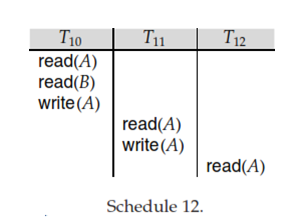 T10 T11 T12
read(A)
read(B)
write(A)
read(A)
write(A)
read(A)
Schedule 12.